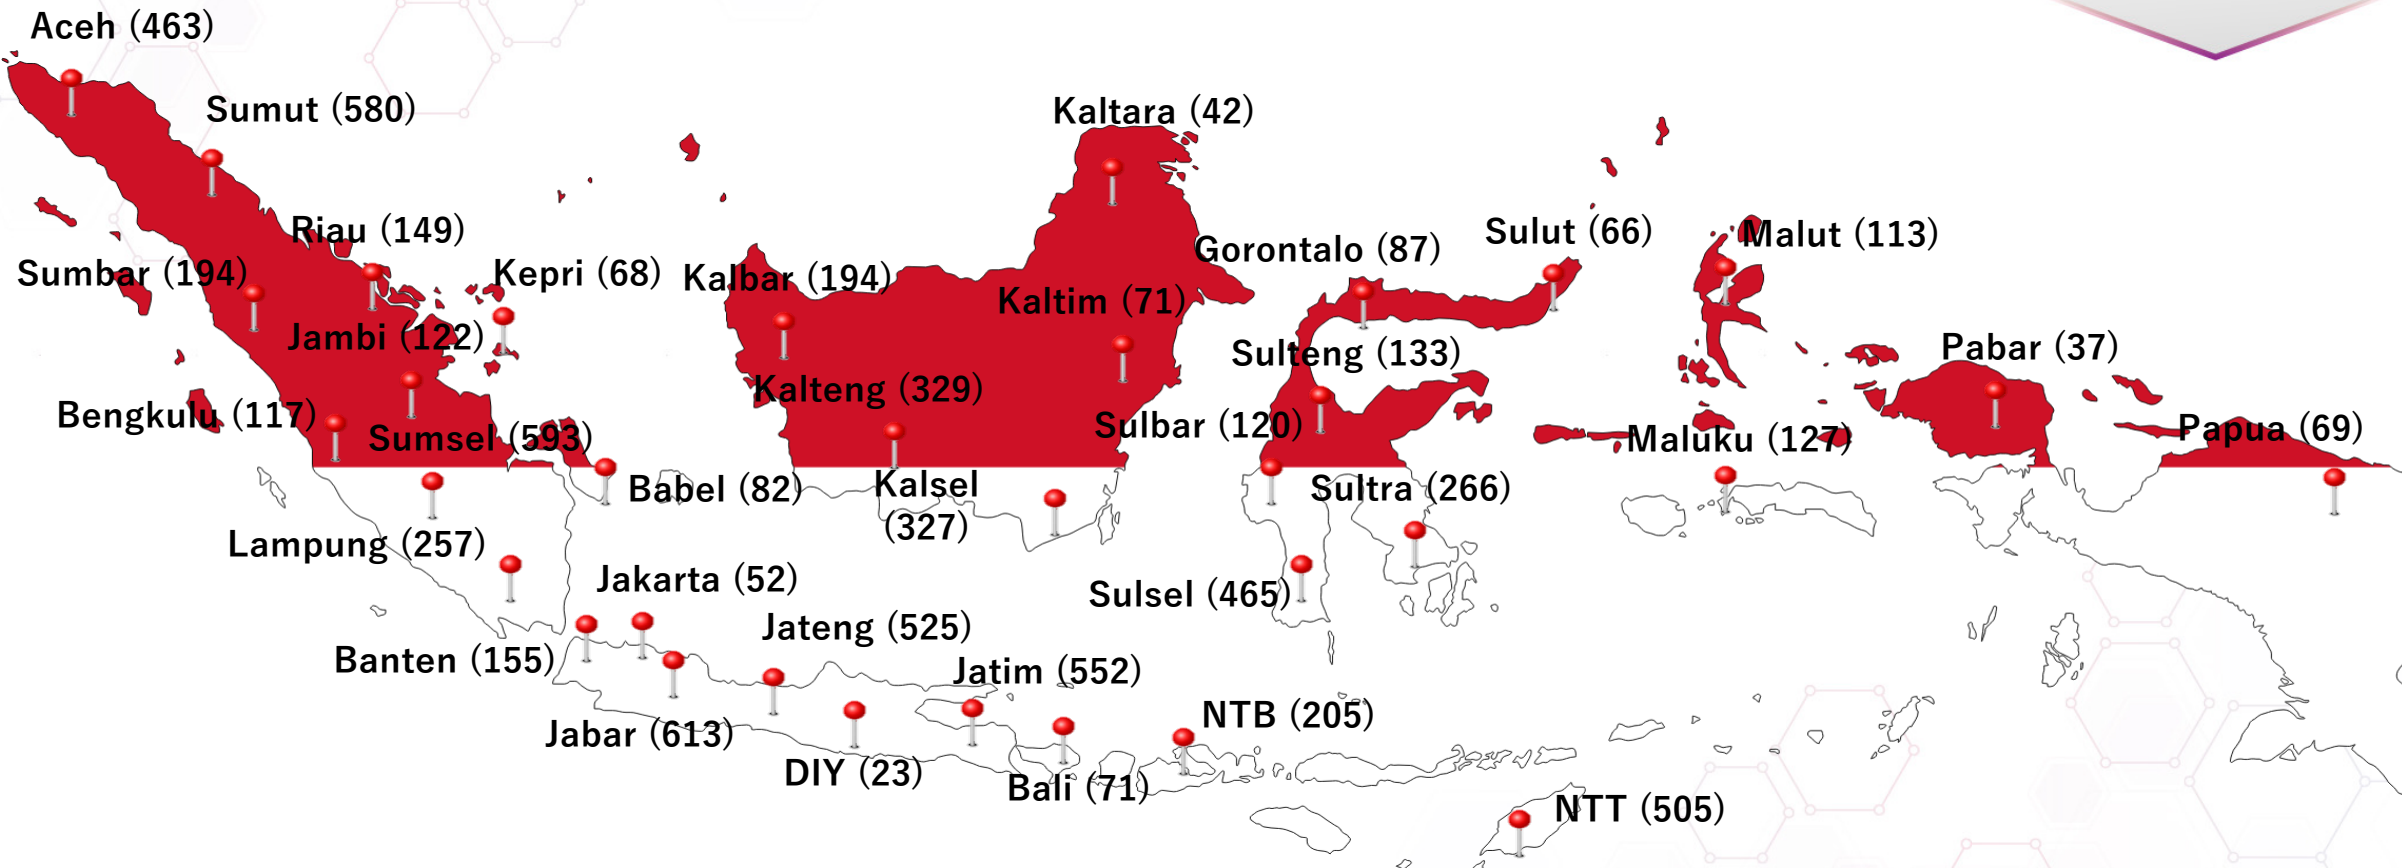 Aceh (463)
Sumut (580)
Kaltara (42)
Riau (149)
Sulut (66)
Malut (113)
Gorontalo (87)
Sumbar (194)
Kepri (68)
Kalbar (194)
Kaltim (71)
Jambi (122)
Sulteng (133)
Pabar (37)
Kalteng (329)
Bengkulu (117)
Sulbar (120)
Papua (69)
Sumsel (593)
Maluku (127)
Babel (82)
Kalsel
(327)
Sultra (266)
Lampung (257)
Jakarta (52)
Sulsel (465)
Jateng (525)
Banten (155)
Jatim (552)
NTB (205)
Jabar (613)
DIY (23)
Bali (71)
NTT (505)